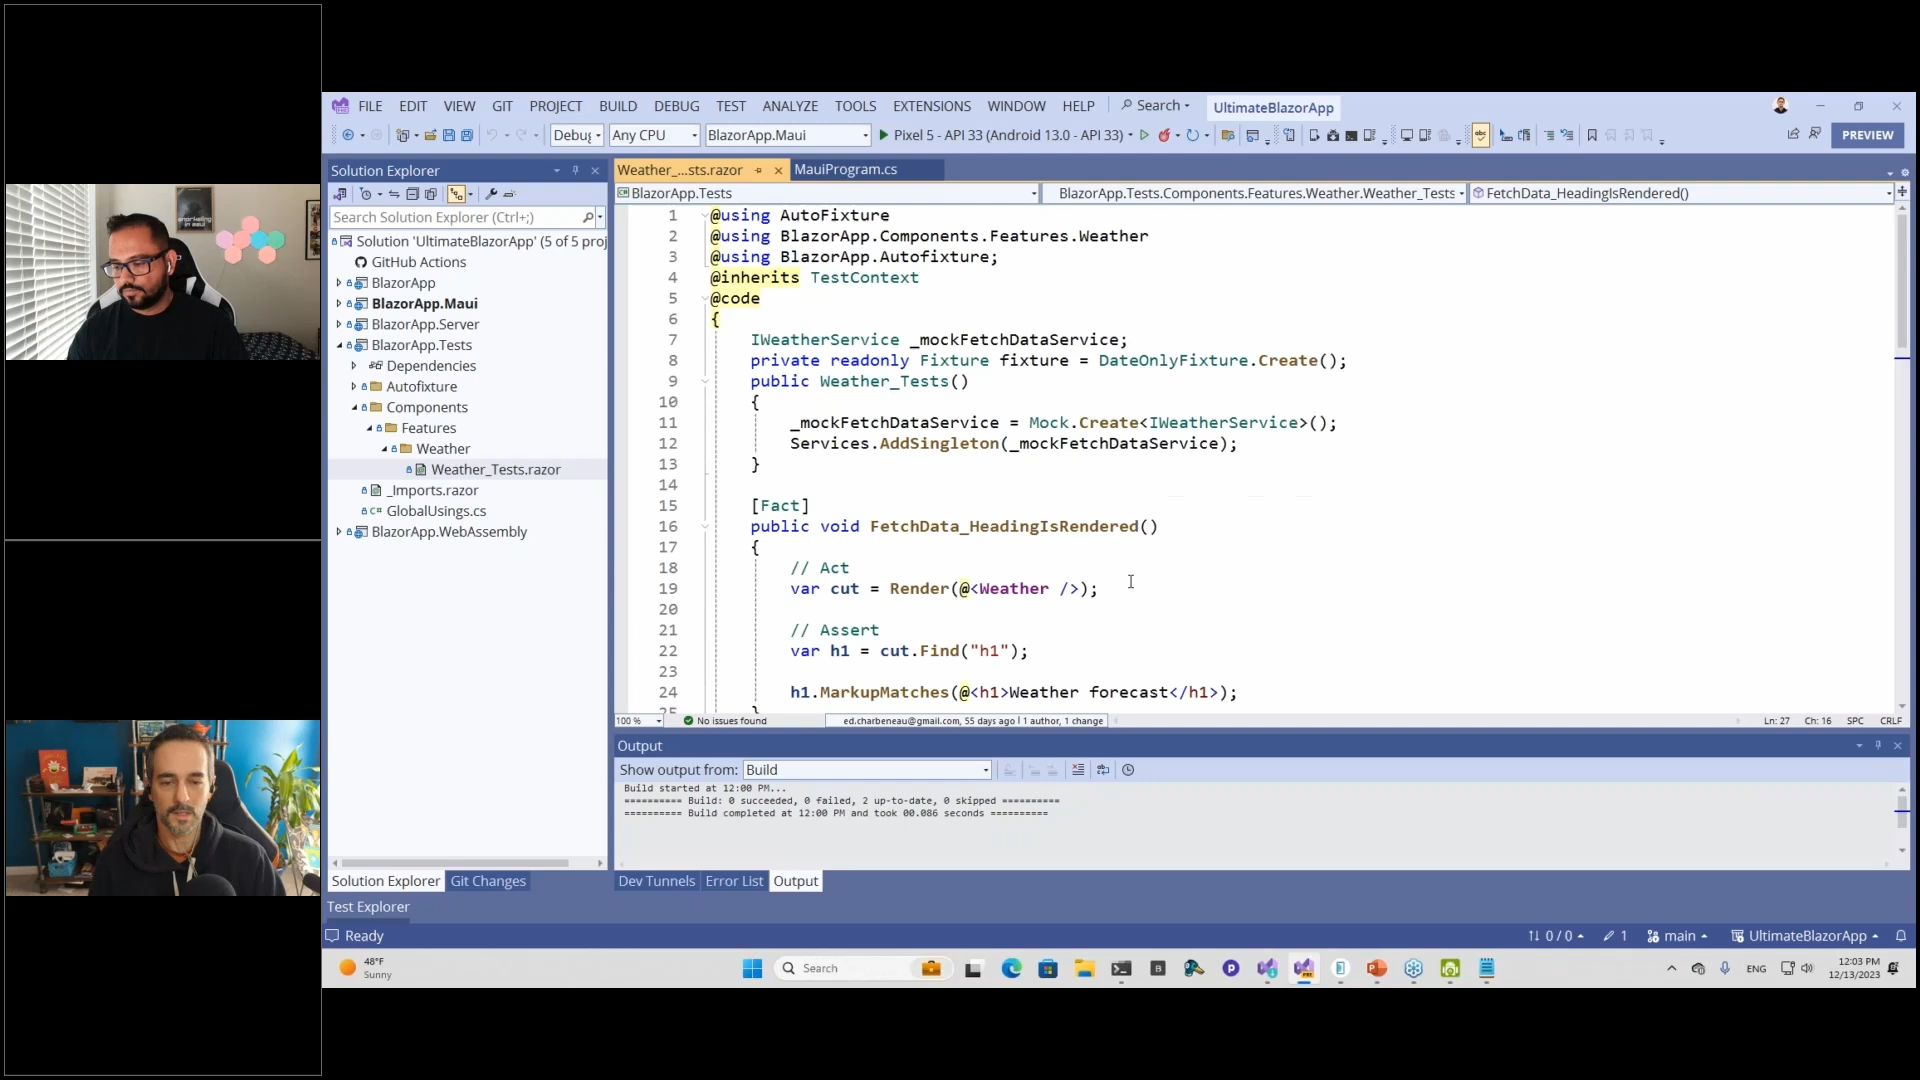 FILE EDIT VIEW GIT PROJECT BUILD DEBUG TEST ANALYZE TOOLS EXTENSIONS WINDOW HELP Search UltimateBlazorApp
Debug Any CPU BlazorApp.Maui Pixel 5 - API 33 (Android 13.0 - API 33) PREVIEW
Solution Explorer
Search Solution Explorer (Ctrl+;)
Solution 'UltimateBlazorApp' (5 of 5 proj
GitHub Actions
BlazorApp
BlazorApp.Maui
BlazorApp.Server
BlazorApp.Tests
Dependencies
Autofixture
Components
Features
Weather
Weather_Tests.razor
_Imports.razor
C# GlobalUsings.cs
BlazorApp.WebAssembly
Solution Explorer Git Changes
Test Explorer
Weather_...sts.razor MauiProgram.cs
BlazorApp.Tests BlazorApp.Tests.Components.Features.Weather.Weather_Tests FetchData_HeadingIsRendered()
1 @using AutoFixture
2 @using BlazorApp.Components.Features.Weather
3 @using BlazorApp.Autofixture;
4 @inherits TestContext
5 @code
6 {
7 IWeatherService _mockFetchDataService;
8 private readonly Fixture fixture = DateOnlyFixture.Create();
9 public Weather_Tests()
10 {
11 _mockFetchDataService = Mock.Create<IWeatherService>();
12 Services.AddSingleton(_mockFetchDataService);
13 }
14
15 [Fact]
16 public void FetchData_HeadingIsRendered()
17 {
18 // Act
19 var cut = Render(@<Weather />);
20
21 // Assert
22 var h1 = cut.Find("h1");
23
24 h1.MarkupMatches(@<h1>Weather forecast</h1>);
25 }
100 % No issues found ed.charbeneau@gmail.com, 55 days ago | 1 author, 1 change Ln: 27 Ch: 16 SPC CRLF
Output
Show output from: Build
Build started at 12:00 PM...
========== Build: 0 succeeded, 0 failed, 2 up-to-date, 0 skipped ==========
========== Build completed at 12:00 PM and took 00.086 seconds ==========
Dev Tunnels Error List Output
Ready 0 / 0 1 main UltimateBlazorApp
48°F
Sunny
Search
ENG
12:03 PM
12/13/2023